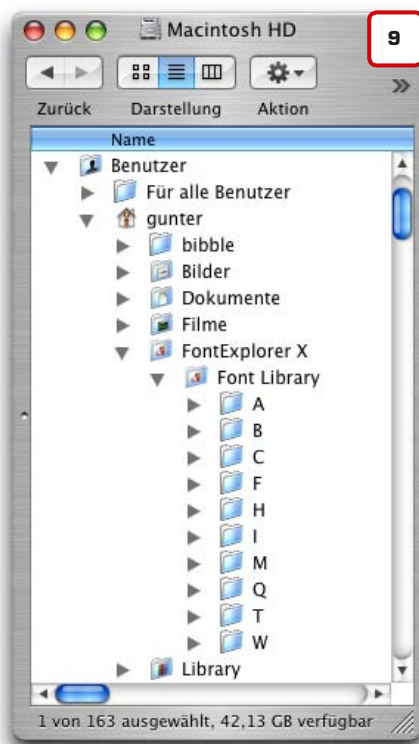 Macintosh HD
9
Zurück Darstellung Aktion
Name
Benutzer
Für alle Benutzer
gunter
bibble
Bilder
Dokumente
Filme
FontExplorer X
Font Library
A
B
C
F
H
I
M
Q
T
W
Library
1 von 163 ausgewählt, 42,13 GB verfügbar